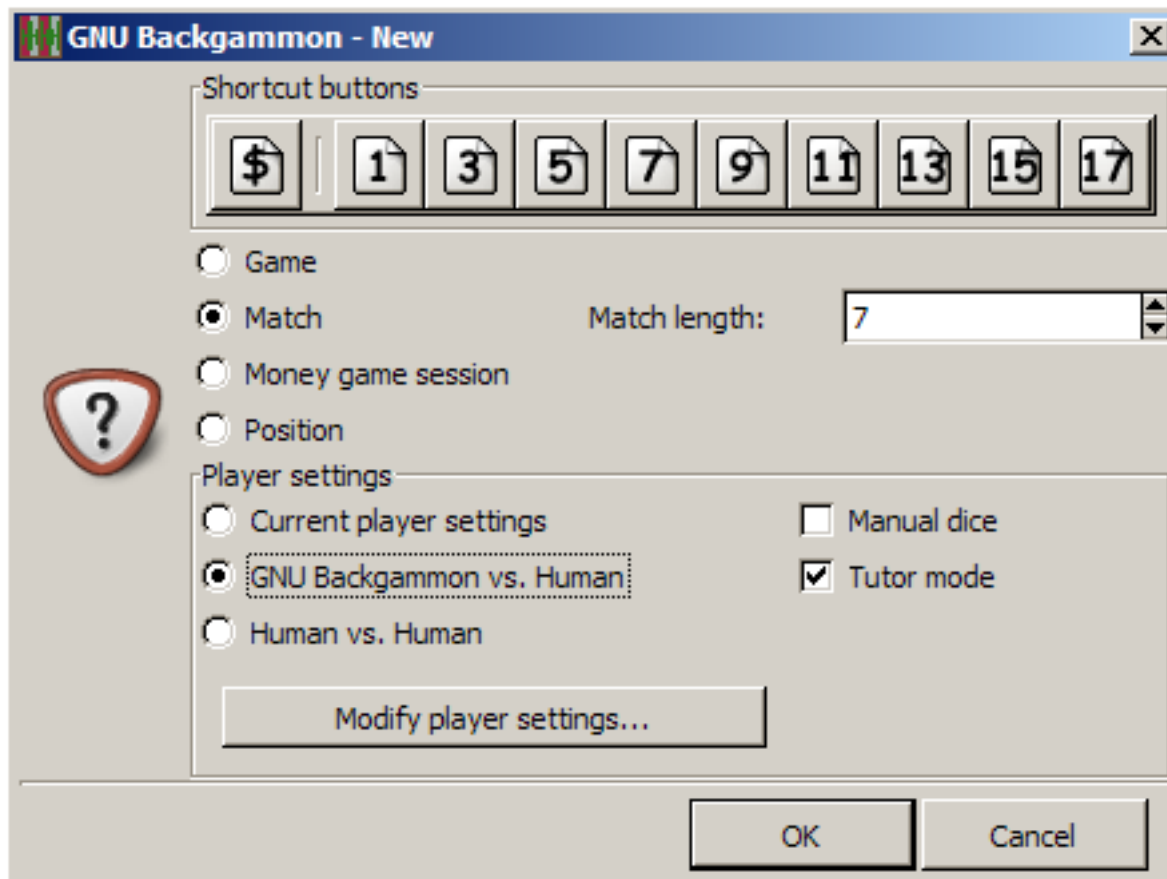 GNU Backgammon - New
Shortcut buttons
$ 1 3 5 7 9 11 13 15 17
Game
Match Match length: 7
Money game session
?
Position
Player settings
Current player settings Manual dice
GNU Backgammon vs. Human Tutor mode
Human vs. Human
Modify player settings...
OK Cancel